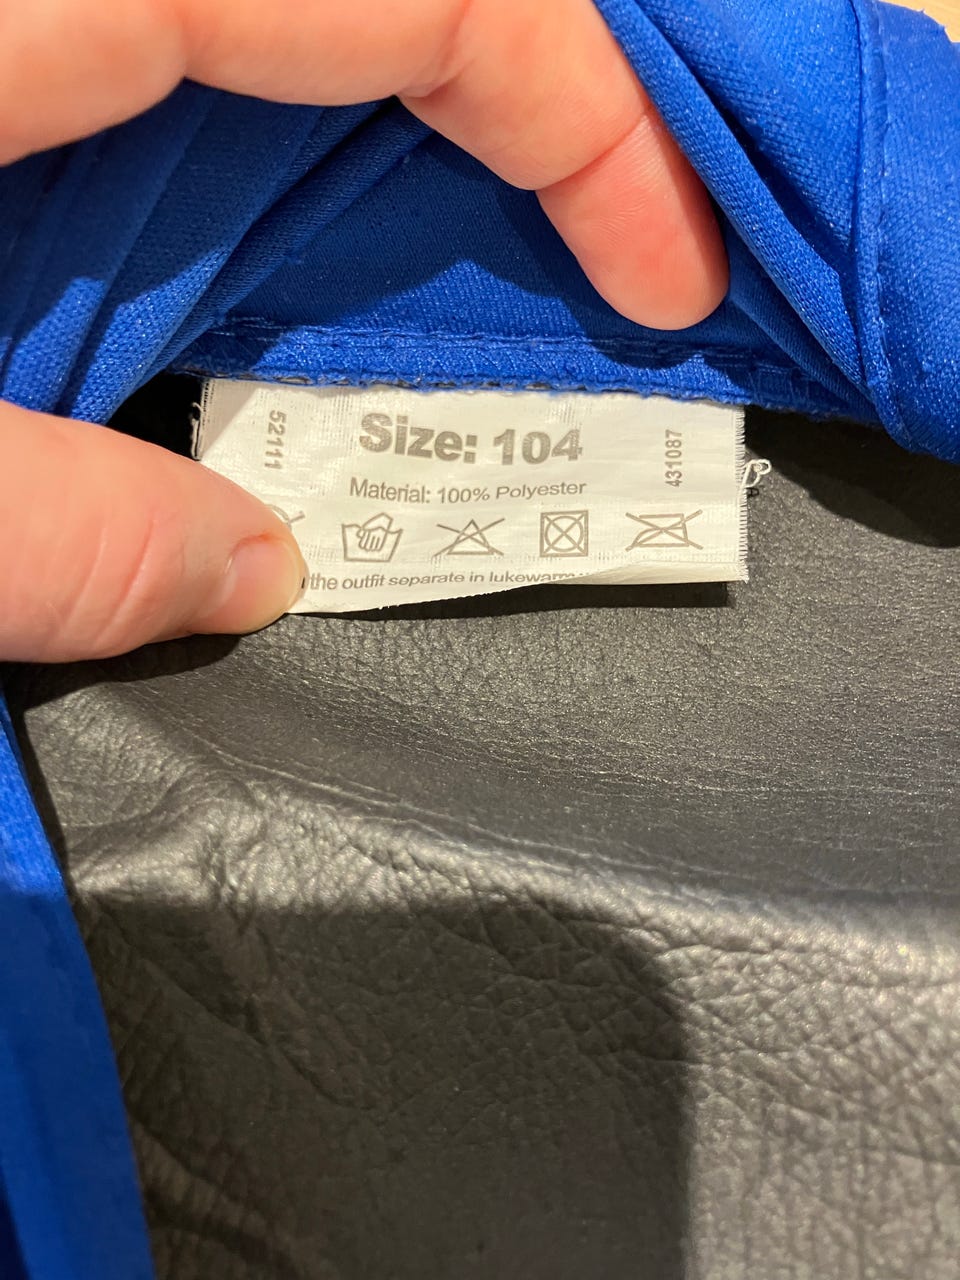 52111
Size: 104
431087
Material: 100% Polyester
the outfit separate in lukewarm